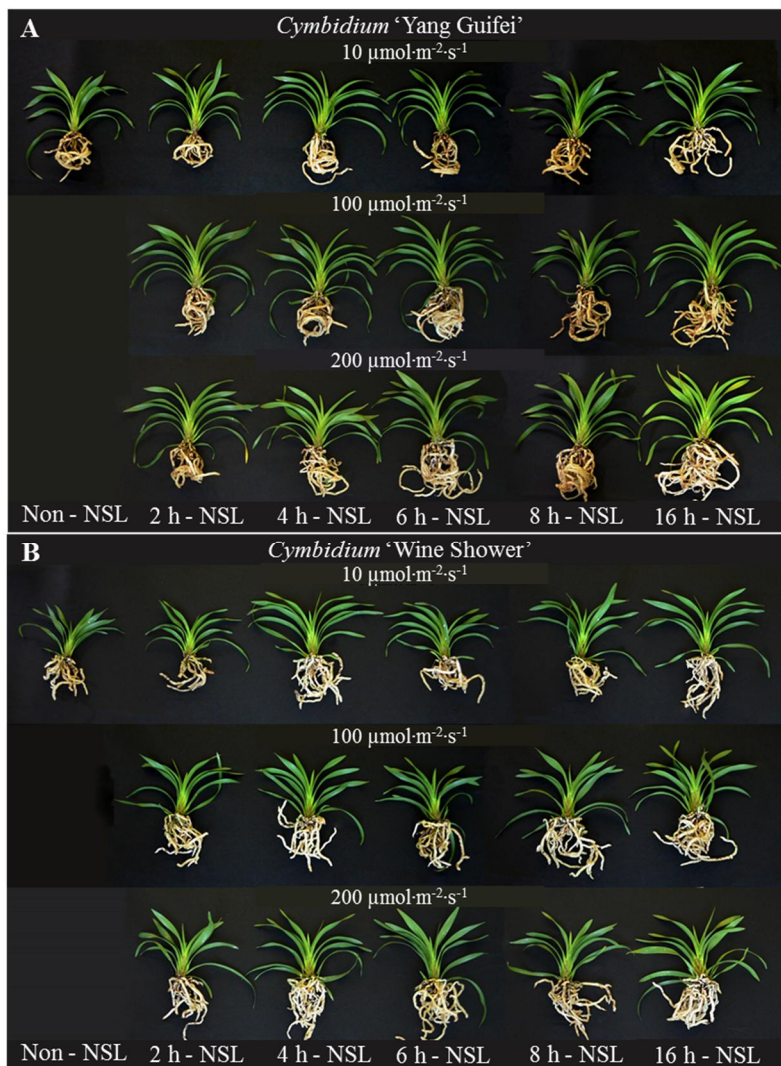 A
Cymbidium ‘Yang Guifei’
10 µmol·m-2·s-1
100 µmol·m-2·s-1
200 µmol·m-2·s-1
Non - NSL 2 h - NSL 4 h - NSL 6 h - NSL 8 h - NSL 16 h - NSL
B
Cymbidium ‘Wine Shower’
10 µmol·m-2·s-1
100 µmol·m-2·s-1
200 µmol·m-2·s-1
Non - NSL 2 h - NSL 4 h - NSL 6 h - NSL 8 h - NSL 16 h - NSL